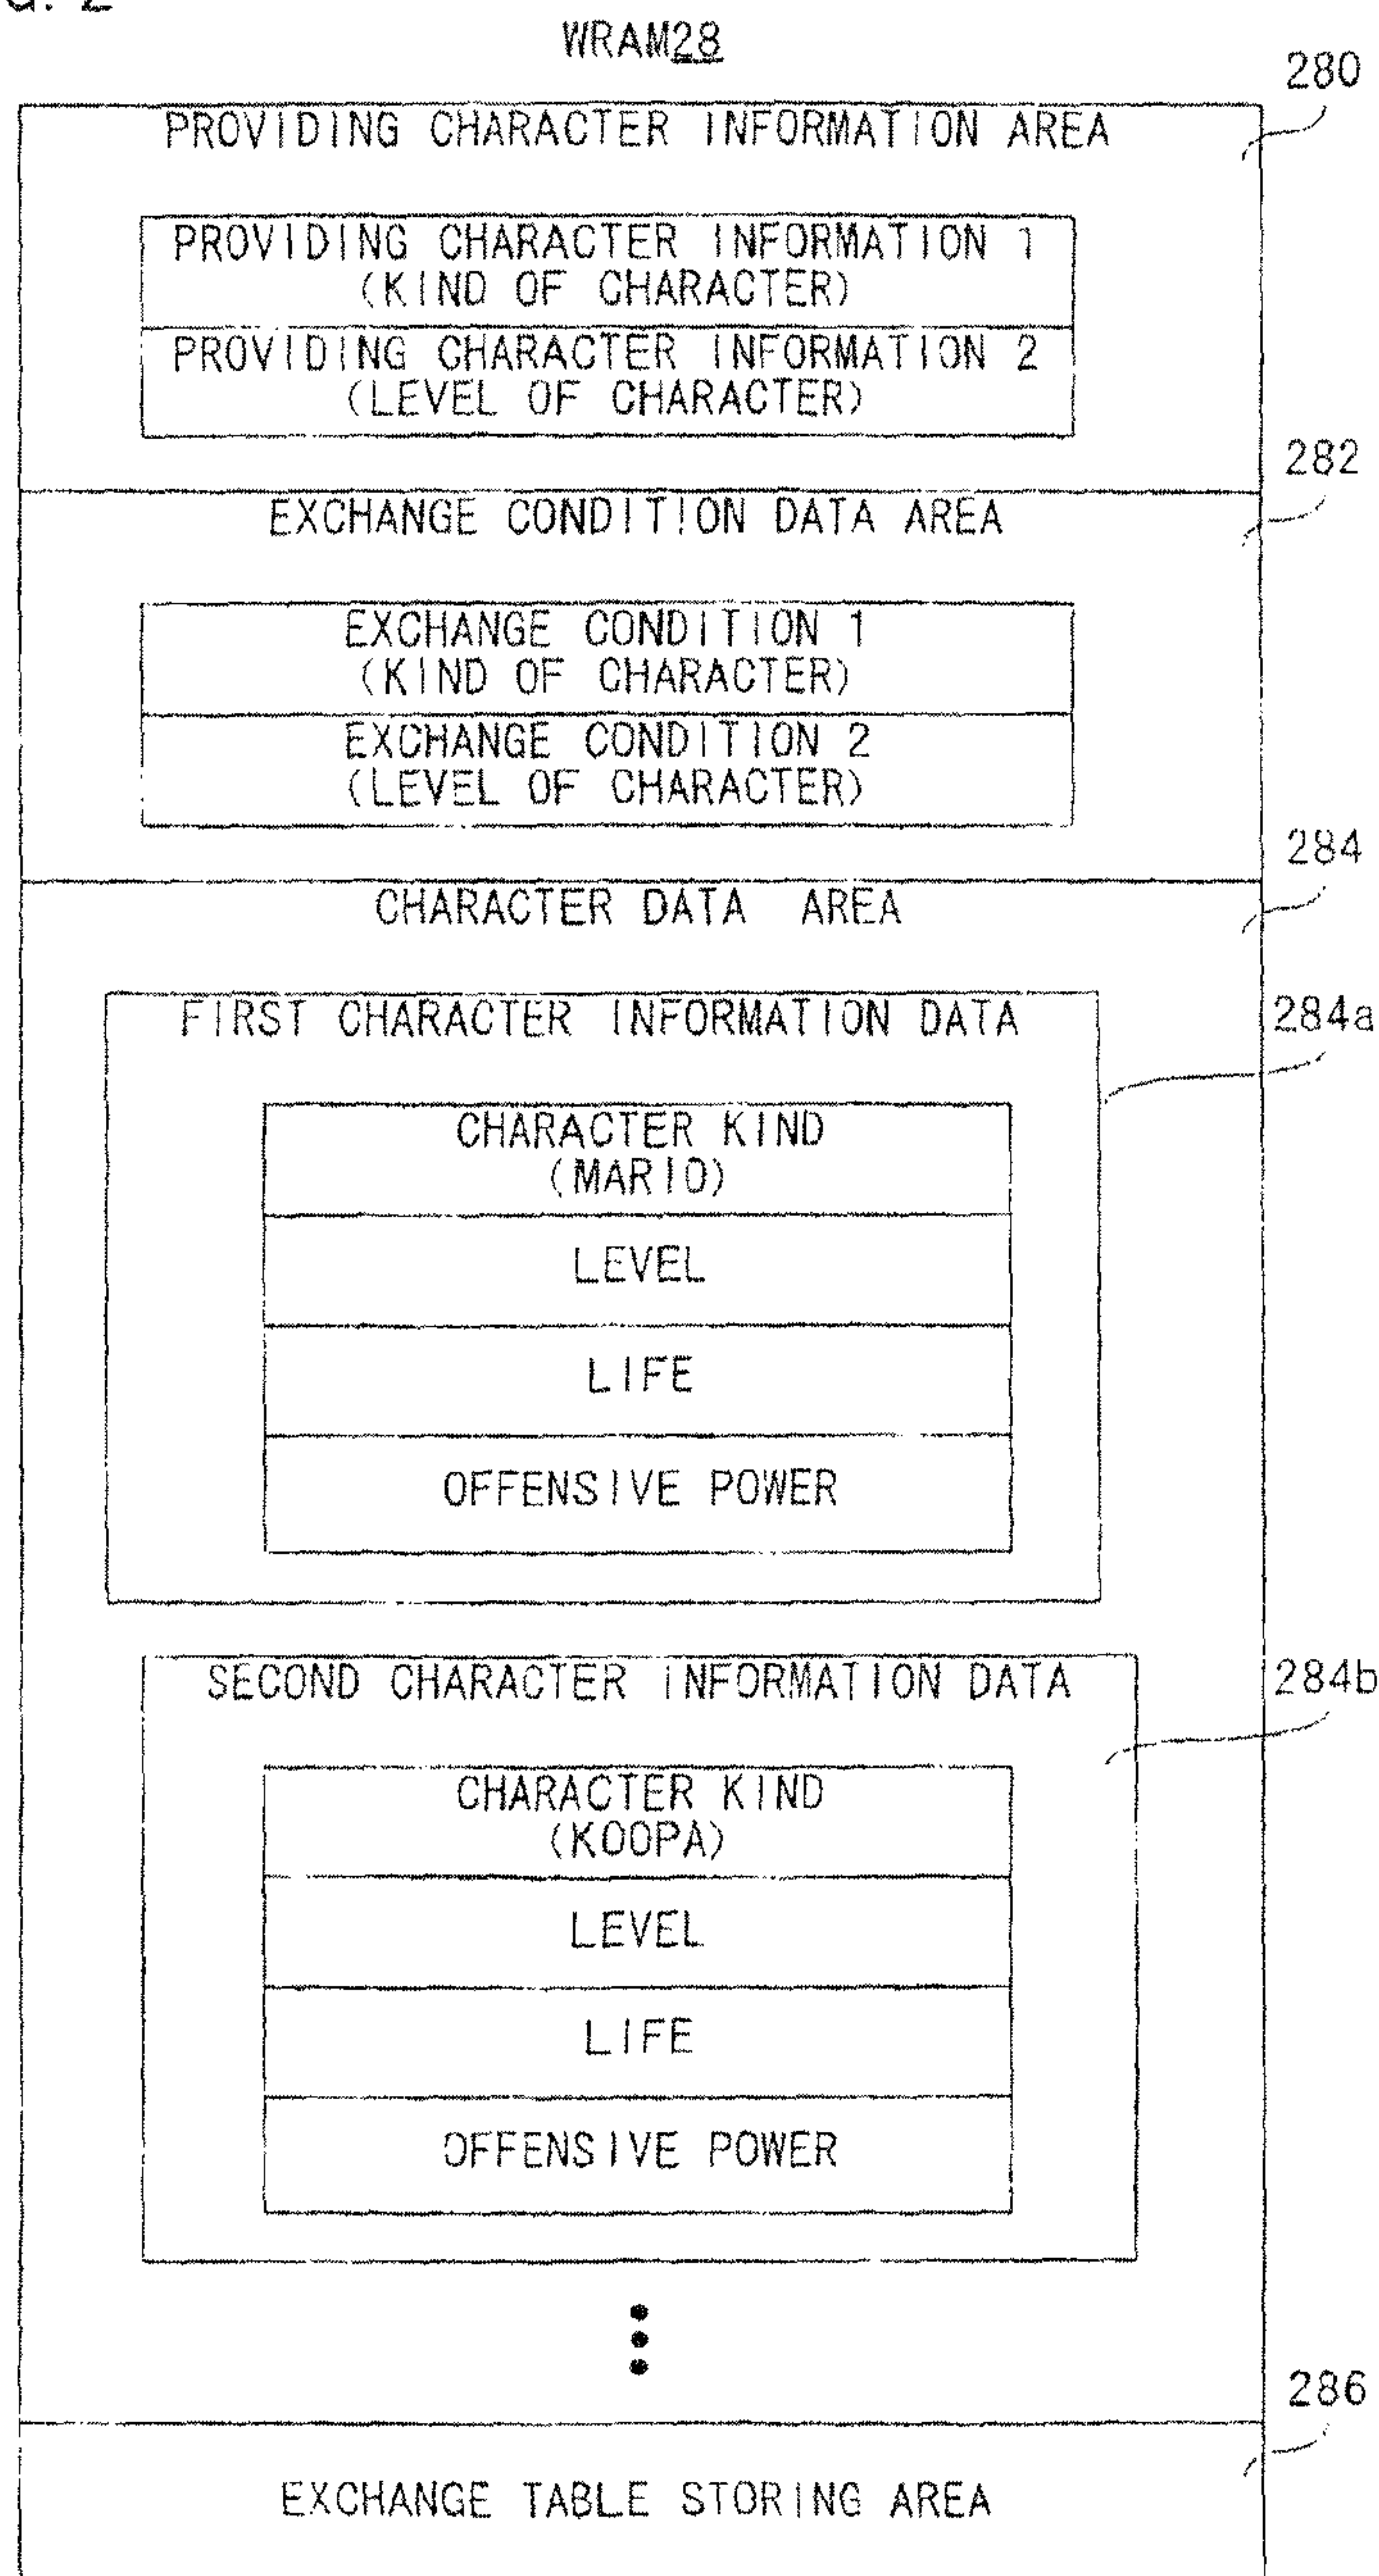 G. 2
WRAM28
280
PROVIDING CHARACTER INFORMATION AREA
PROVIDING CHARACTER INFORMATION 1
(KIND OF CHARACTER)
PROVIDING CHARACTER INFORMATION 2
(LEVEL OF CHARACTER)
282
EXCHANGE CONDITION DATA AREA
EXCHANGE CONDITION 1
(KIND OF CHARACTER)
EXCHANGE CONDITION 2
(LEVEL OF CHARACTER)
284
CHARACTER DATA AREA
284a
FIRST CHARACTER INFORMATION DATA
CHARACTER KIND
(MARIO)
LEVEL
LIFE
OFFENSIVE POWER
284b
SECOND CHARACTER INFORMATION DATA
CHARACTER KIND
(KOOPA)
LEVEL
LIFE
OFFENSIVE POWER
286
EXCHANGE TABLE STORING AREA